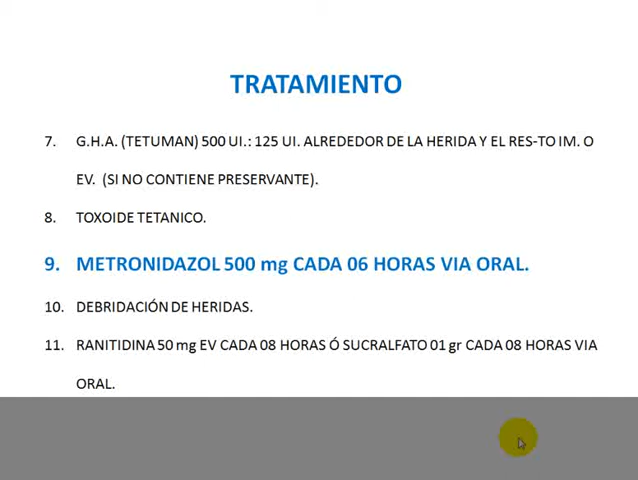 TRATAMIENTO
7. G.H.A. (TETUMAN) 500 UI.: 125 UI. ALREDEDOR DE LA HERIDA Y EL RES-TO IM. O
EV. (SI NO CONTIENE PRESERVANTE).
8. TOXOIDE TETANICO.
9. METRONIDAZOL 500 mg CADA 06 HORAS VIA ORAL.
10. DEBRIDACIÓN DE HERIDAS.
11. RANITIDINA 50 mg EV CADA 08 HORAS Ó SUCRALFATO 01 gr CADA 08 HORAS VIA
ORAL.